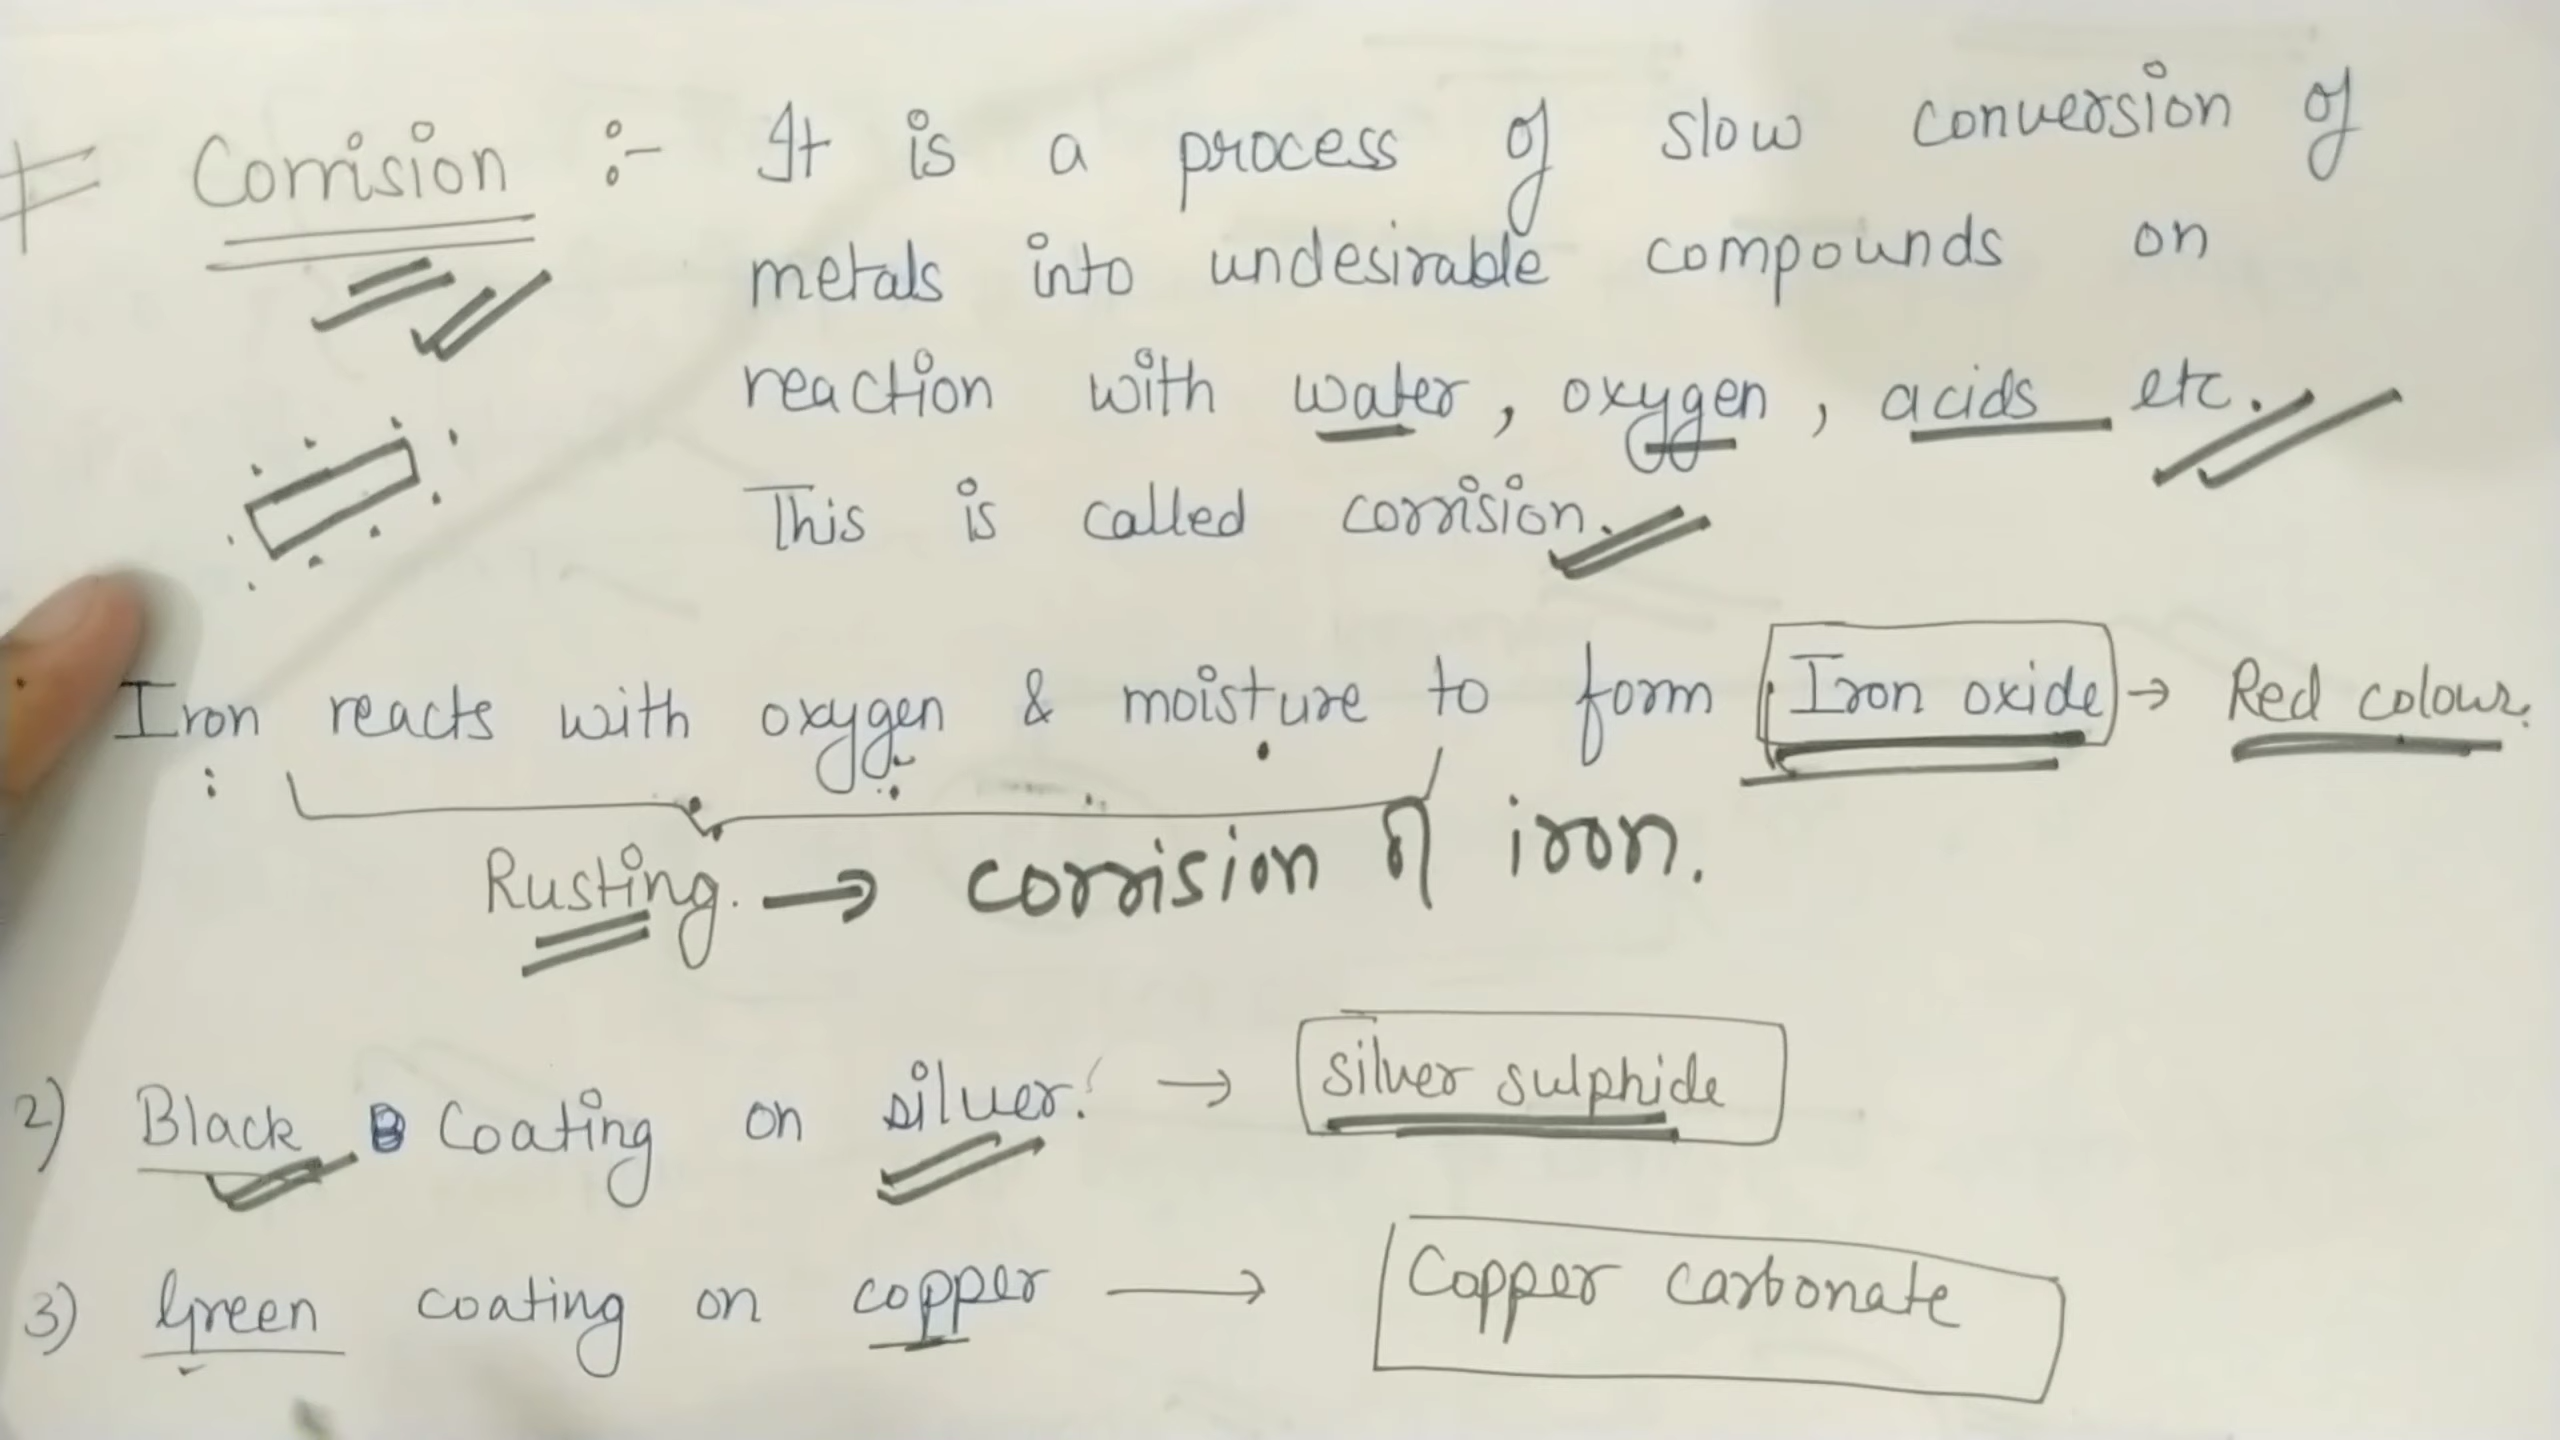 Corrision :- It is a process of slow conversion of
metals into undesirable compounds on
reaction with water, oxygen, acids etc.
This is called corrision.
Iron reacts with oxygen & moisture to form Iron oxide → Red colour.
Rusting. → corrision of iron.
2) Black Coating on silver. → silver sulphide
3) Green coating on copper → Copper carbonate